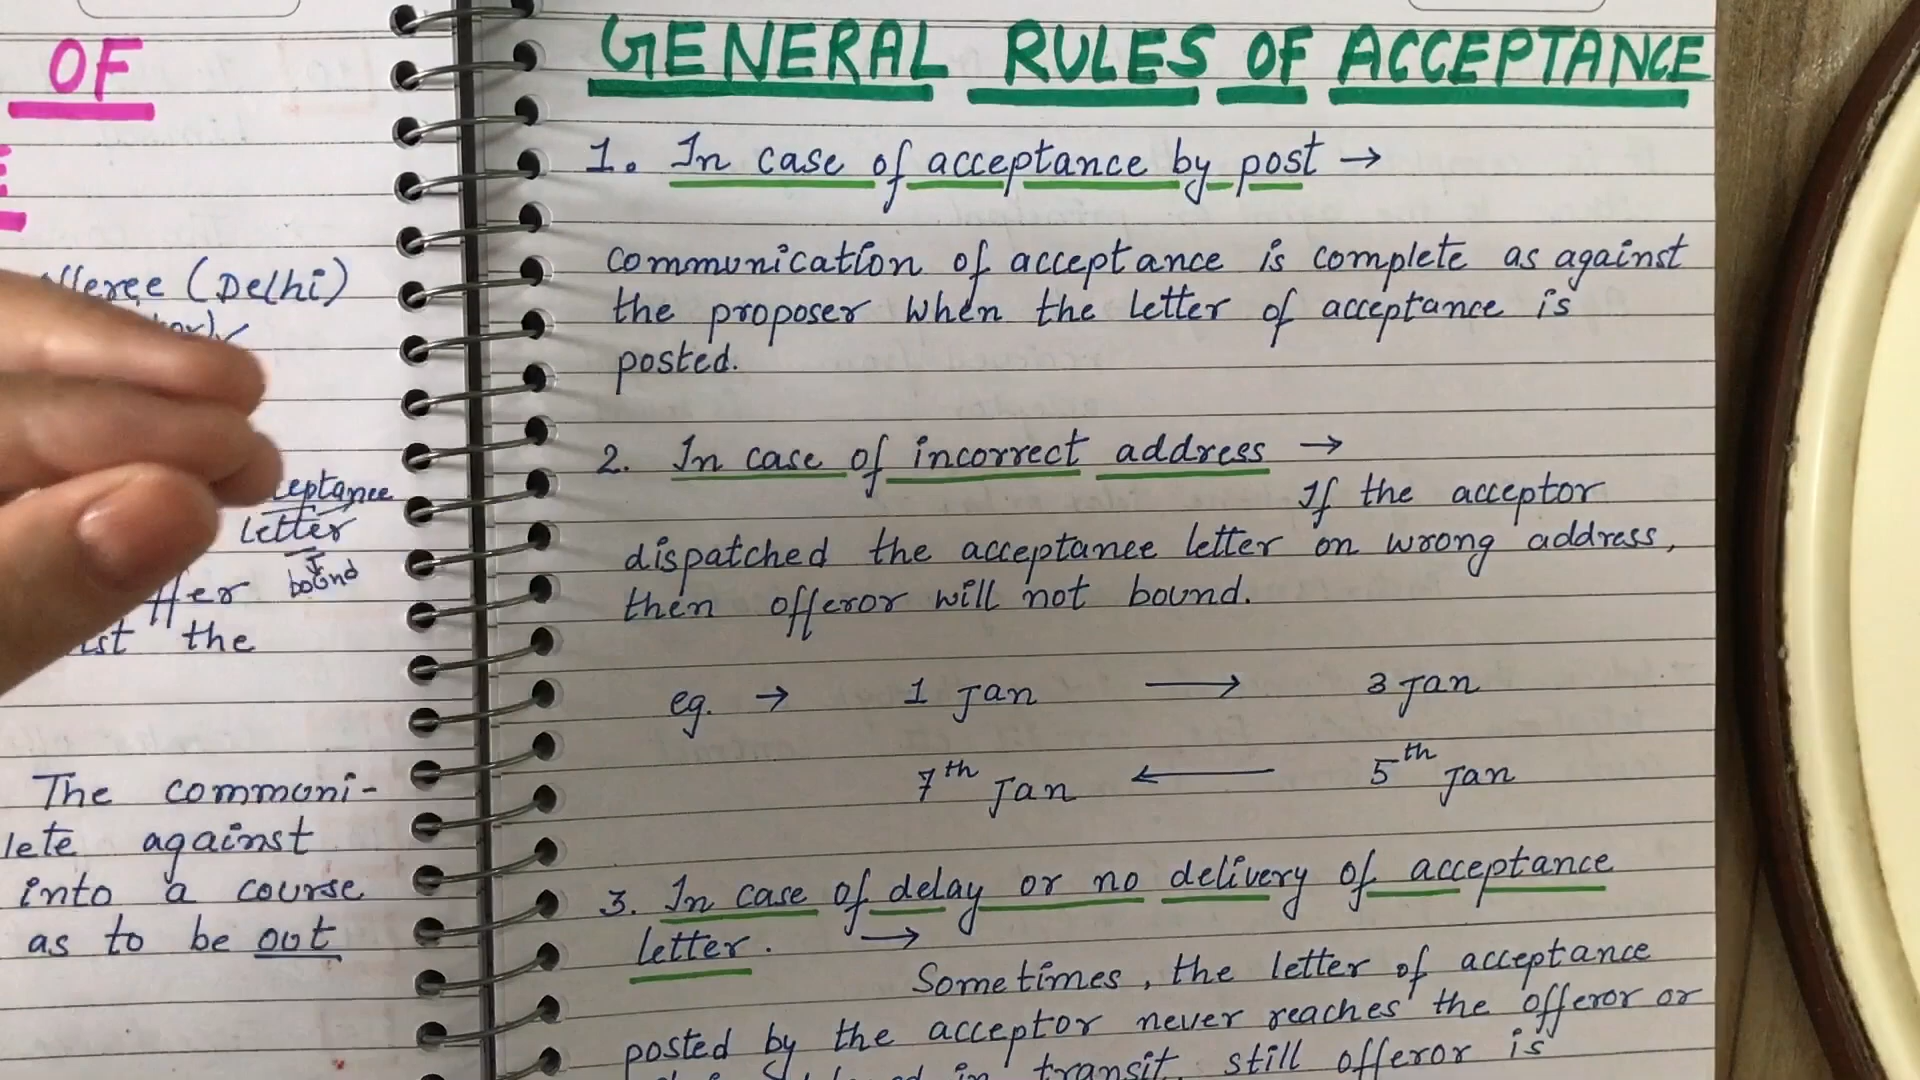 OF
(Delhi)
letter
bound
the
The communi-
against
into a course
as to be out
GENERAL RULES OF ACCEPTANCE
1. In case of acceptance by post →
communication of acceptance is complete as against
the proposer when the letter of acceptance is
posted.
2. In case of incorrect address →
If the acceptor
dispatched the acceptance letter on wrong address,
then offeror will not bound.
eg. → 1 Jan → 3 Jan
7th Jan ← 5th Jan
3. In case of delay or no delivery of acceptance
letter. →
Sometimes, the letter of acceptance
posted by the acceptor never reaches the offeror or
in transit, still offeror is